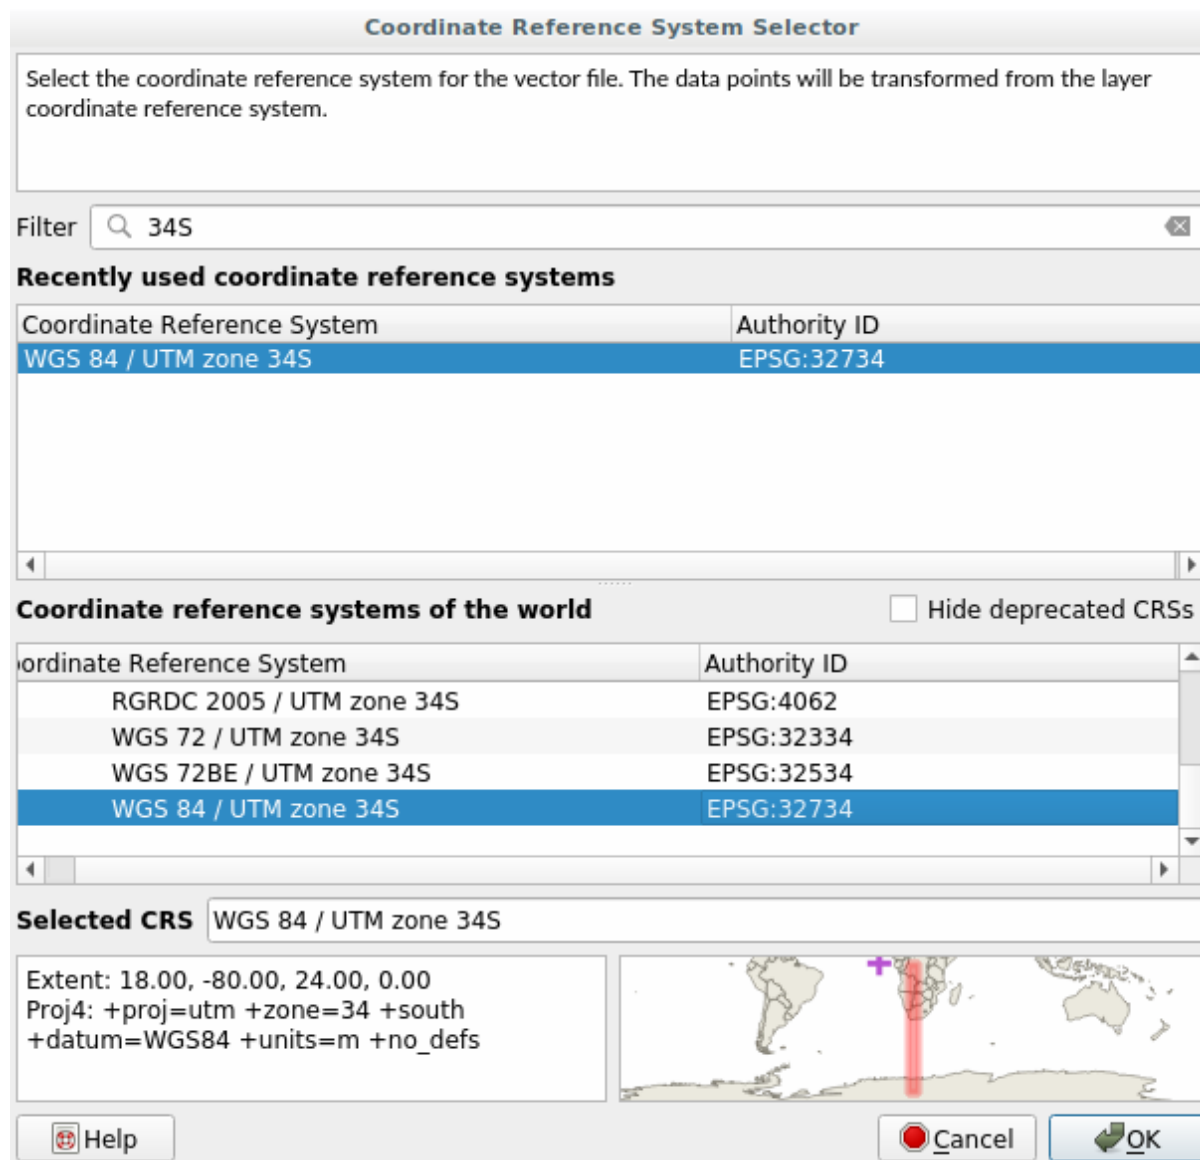 Coordinate Reference System Selector
Select the coordinate reference system for the vector file. The data points will be transformed from the layer
coordinate reference system.
Filter 34S
Recently used coordinate reference systems
Coordinate Reference System Authority ID
WGS 84 / UTM zone 34S EPSG:32734
Coordinate reference systems of the world Hide deprecated CRSs
ordinate Reference System Authority ID
RGRDC 2005 / UTM zone 34S EPSG:4062
WGS 72 / UTM zone 34S EPSG:32334
WGS 72BE / UTM zone 34S EPSG:32534
WGS 84 / UTM zone 34S EPSG:32734
Selected CRS WGS 84 / UTM zone 34S
Extent: 18.00, -80.00, 24.00, 0.00
Proj4: +proj=utm +zone=34 +south
+datum=WGS84 +units=m +no_defs
Help Cancel OK